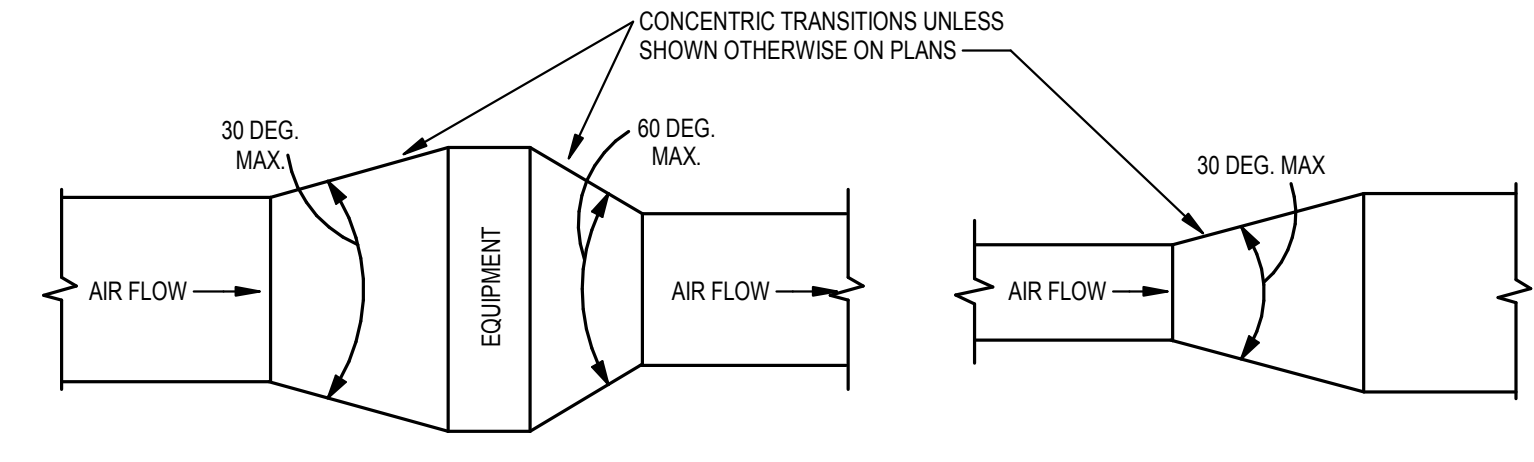 CONCENTRIC TRANSITIONS UNLESS
SHOWN OTHERWISE ON PLANS
30 DEG.
MAX.
60 DEG.
MAX.
30 DEG. MAX
AIR FLOW
EQUIPMENT
AIR FLOW
AIR FLOW